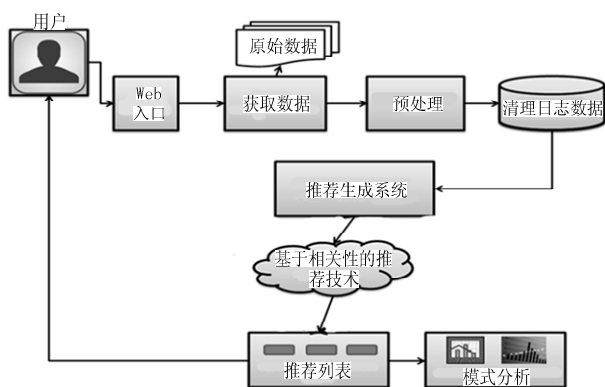 用户
原始数据
Web
入口
获取数据
预处理
清理日志数据
推荐生成系统
基于相关性的推
荐技术
推荐列表
模式分析